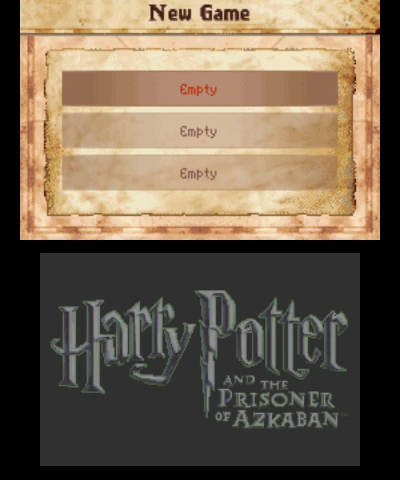 New Game
Empty
Empty
Empty
Harry Potter
AND THE
PRISONER
OF AZKABAN